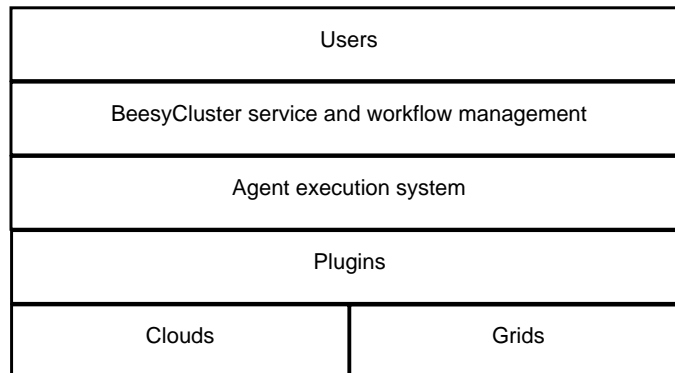 Users
BeesyCluster service and workflow management
Agent execution system
Plugins
Clouds
Grids